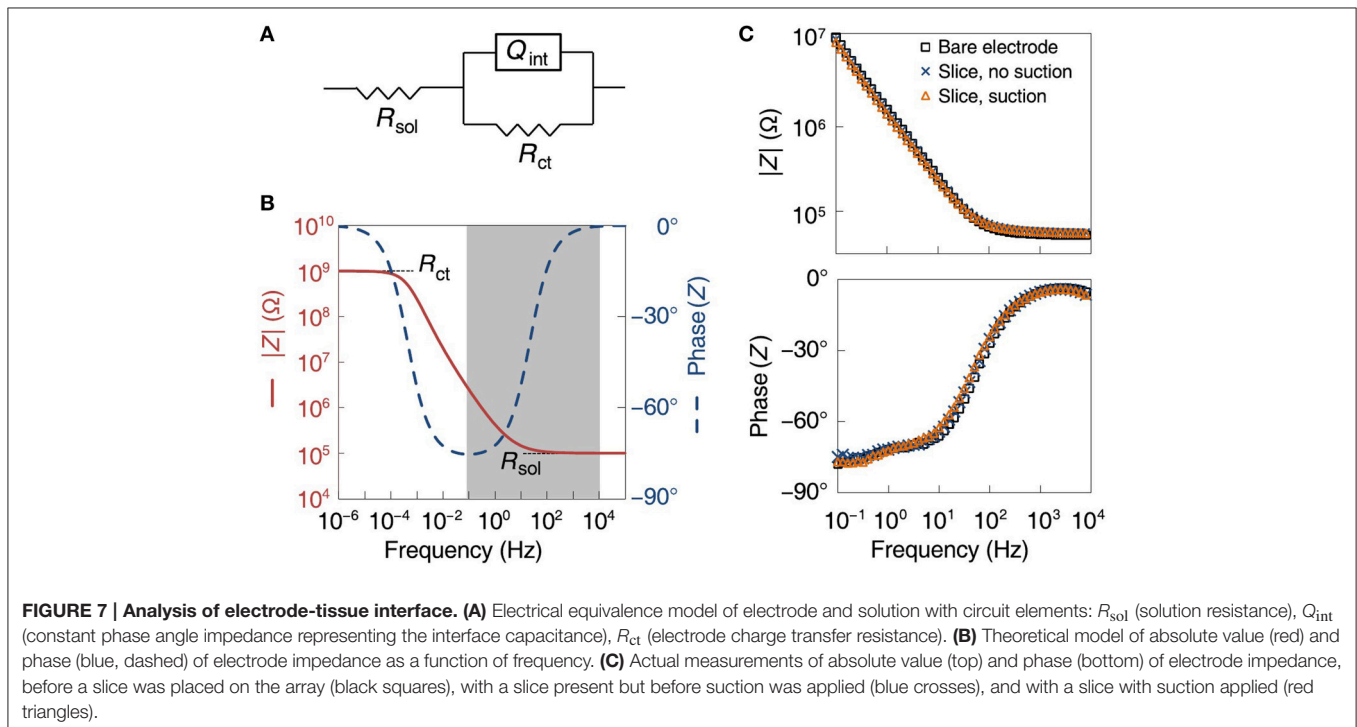 A
Q int
R sol
R ct
B
|Z| (Ω)
10^10
10^9
10^8
10^7
10^6
10^5
10^4
R ct
R sol
0°
−30°
−60°
−90°
Phase (Z)
10^−6 10^−4 10^−2 10^0 10^2 10^4
Frequency (Hz)
C
|Z| (Ω)
10^7
10^6
10^5
Bare electrode
Slice, no suction
Slice, suction
Phase (Z)
0°
−30°
−60°
−90°
10^−1 10^0 10^1 10^2 10^3 10^4
Frequency (Hz)
FIGURE 7 | Analysis of electrode-tissue interface. (A) Electrical equivalence model of electrode and solution with circuit elements: Rsol (solution resistance), Qint
(constant phase angle impedance representing the interface capacitance), Rct (electrode charge transfer resistance). (B) Theoretical model of absolute value (red) and
phase (blue, dashed) of electrode impedance as a function of frequency. (C) Actual measurements of absolute value (top) and phase (bottom) of electrode impedance,
before a slice was placed on the array (black squares), with a slice present but before suction was applied (blue crosses), and with a slice with suction applied (red
triangles).